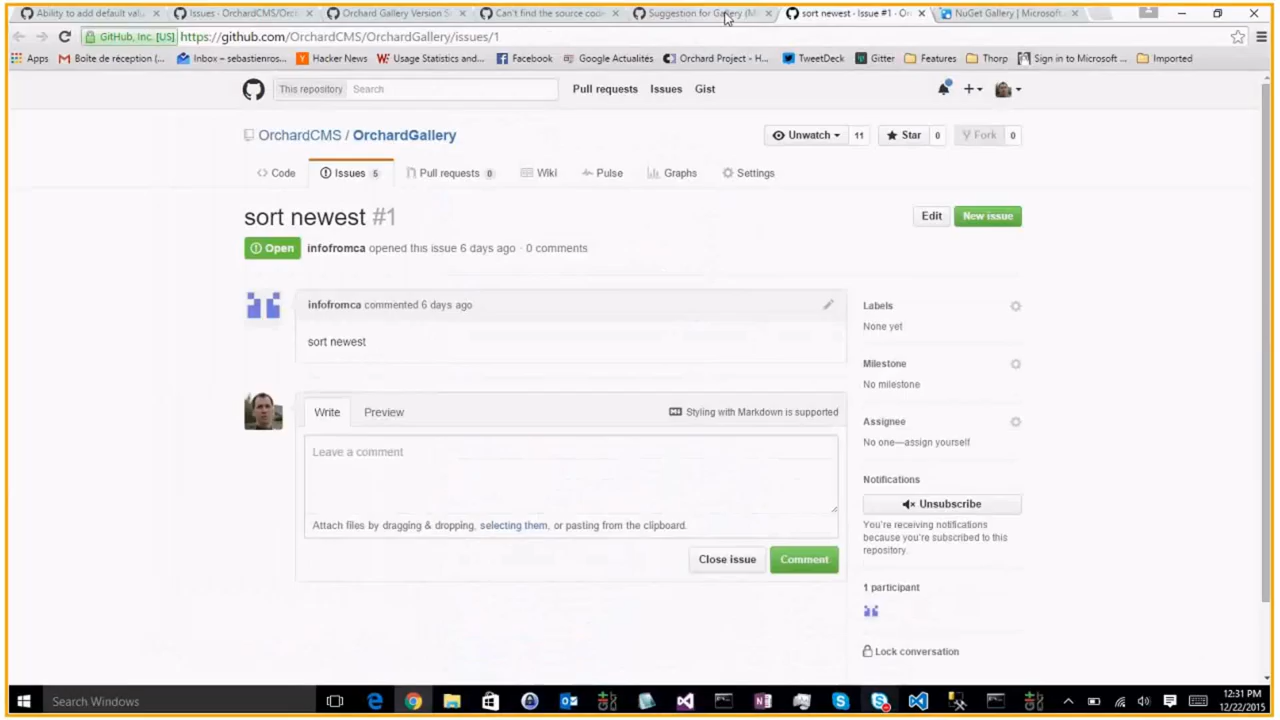 Ability to add default valu
Issues - OrchardCMS/Orc
Orchard Gallery Version S
Can't find the source cod
Suggestion for Gallery (M
sort newest - Issue #1 - Or
NuGet Gallery | Microsoft
GitHub, Inc. [US] https://github.com/OrchardCMS/OrchardGallery/issues/1
Apps Boîte de réception (... Inbox – sebastienros... Hacker News Usage Statistics and... Facebook Google Actualités Orchard Project - H... TweetDeck Gitter Features Thorp Sign in to Microsoft ... Imported
This repository Search Pull requests Issues Gist
OrchardCMS / OrchardGallery Unwatch 11 Star 0 Fork 0
Code Issues 5 Pull requests 0 Wiki Pulse Graphs Settings
sort newest #1 Edit New issue
Open infofromca opened this issue 6 days ago · 0 comments
infofromca commented 6 days ago
sort newest
Write Preview Styling with Markdown is supported
Leave a comment
Attach files by dragging & dropping, selecting them, or pasting from the clipboard.
Close issue Comment
Labels
None yet
Milestone
No milestone
Assignee
No one—assign yourself
Notifications
Unsubscribe
You're receiving notifications
because you're subscribed to this
repository.
1 participant
Lock conversation
Search Windows
12:31 PM
12/22/2015